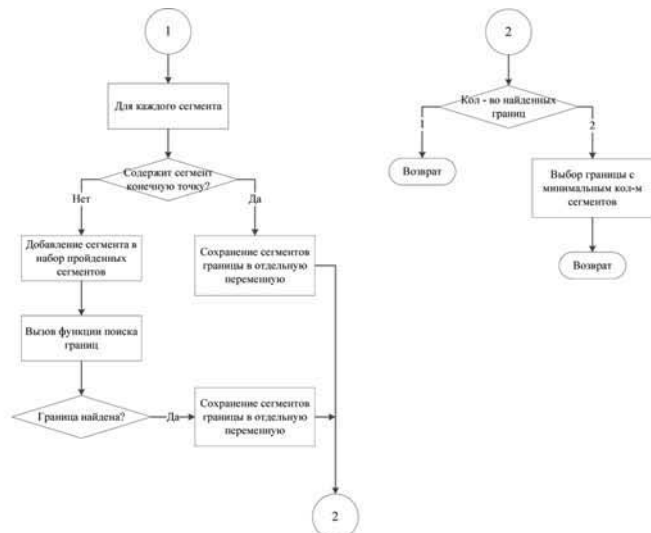 1
Для каждого сегмента
Содержит сегмент
конечную точку?
Нет
Да
Добавление сегмента в
набор пройденных
сегментов
Сохранение сегментов
границы в отдельную
переменную
Вызов функции поиска
границ
Граница найдена?
Да
Сохранение сегментов
границы в отдельную
переменную
2
2
Кол - во найденных
границ
1
2
Возврат
Выбор границы с
минимальным кол-м
сегментов
Возврат